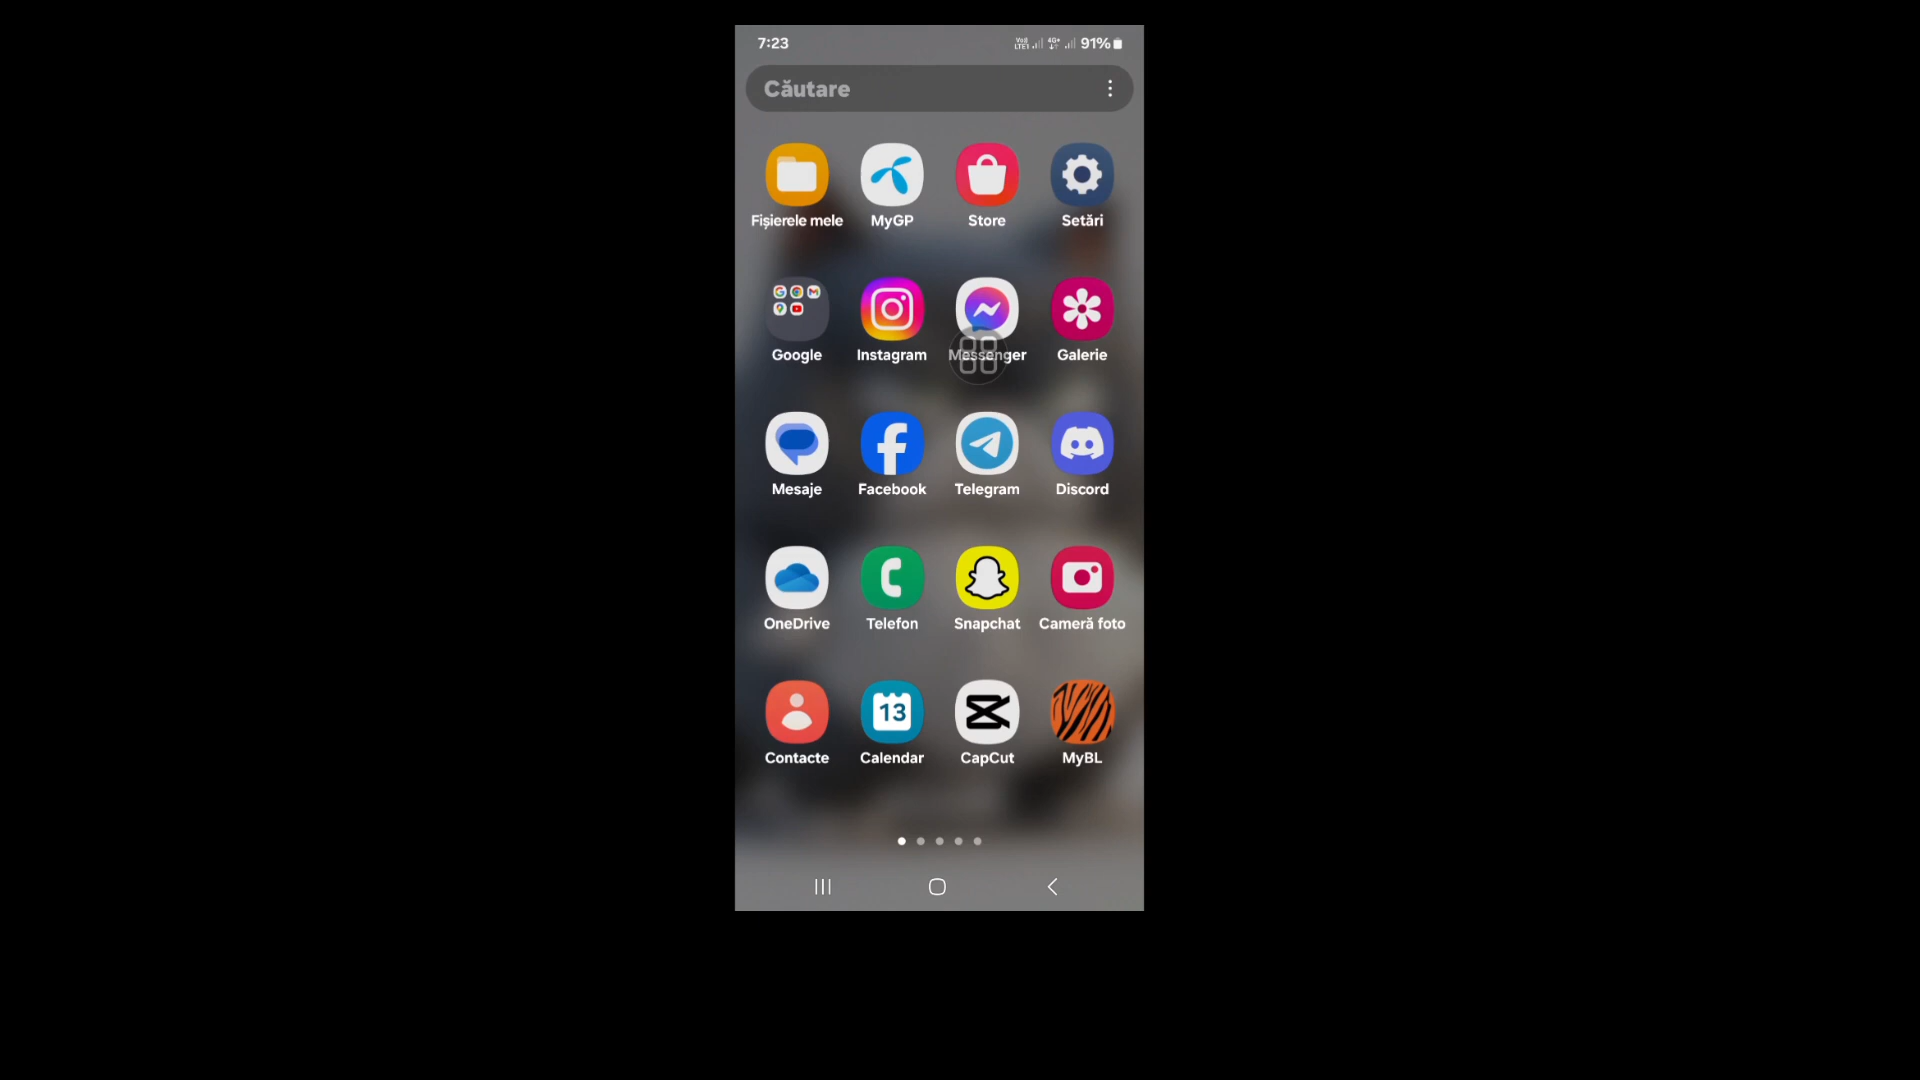 7:23
91%
Căutare
Fișierele mele MyGP Store Setări
Google Instagram Messenger Galerie
Mesaje Facebook Telegram Discord
OneDrive Telefon Snapchat Cameră foto
13
Contacte Calendar CapCut MyBL